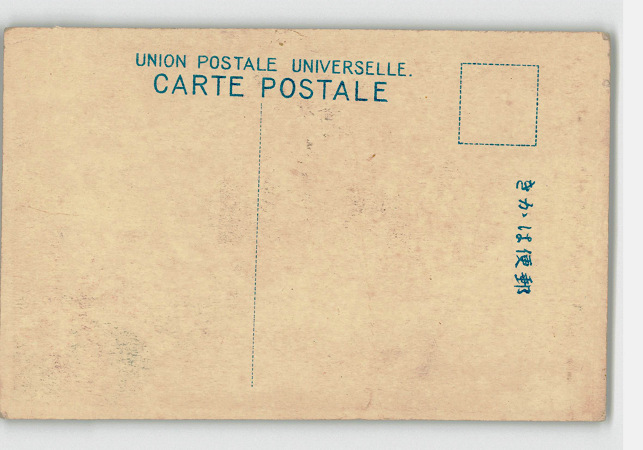 UNION POSTALE UNIVERSELLE.
CARTE POSTALE
きかは便郵